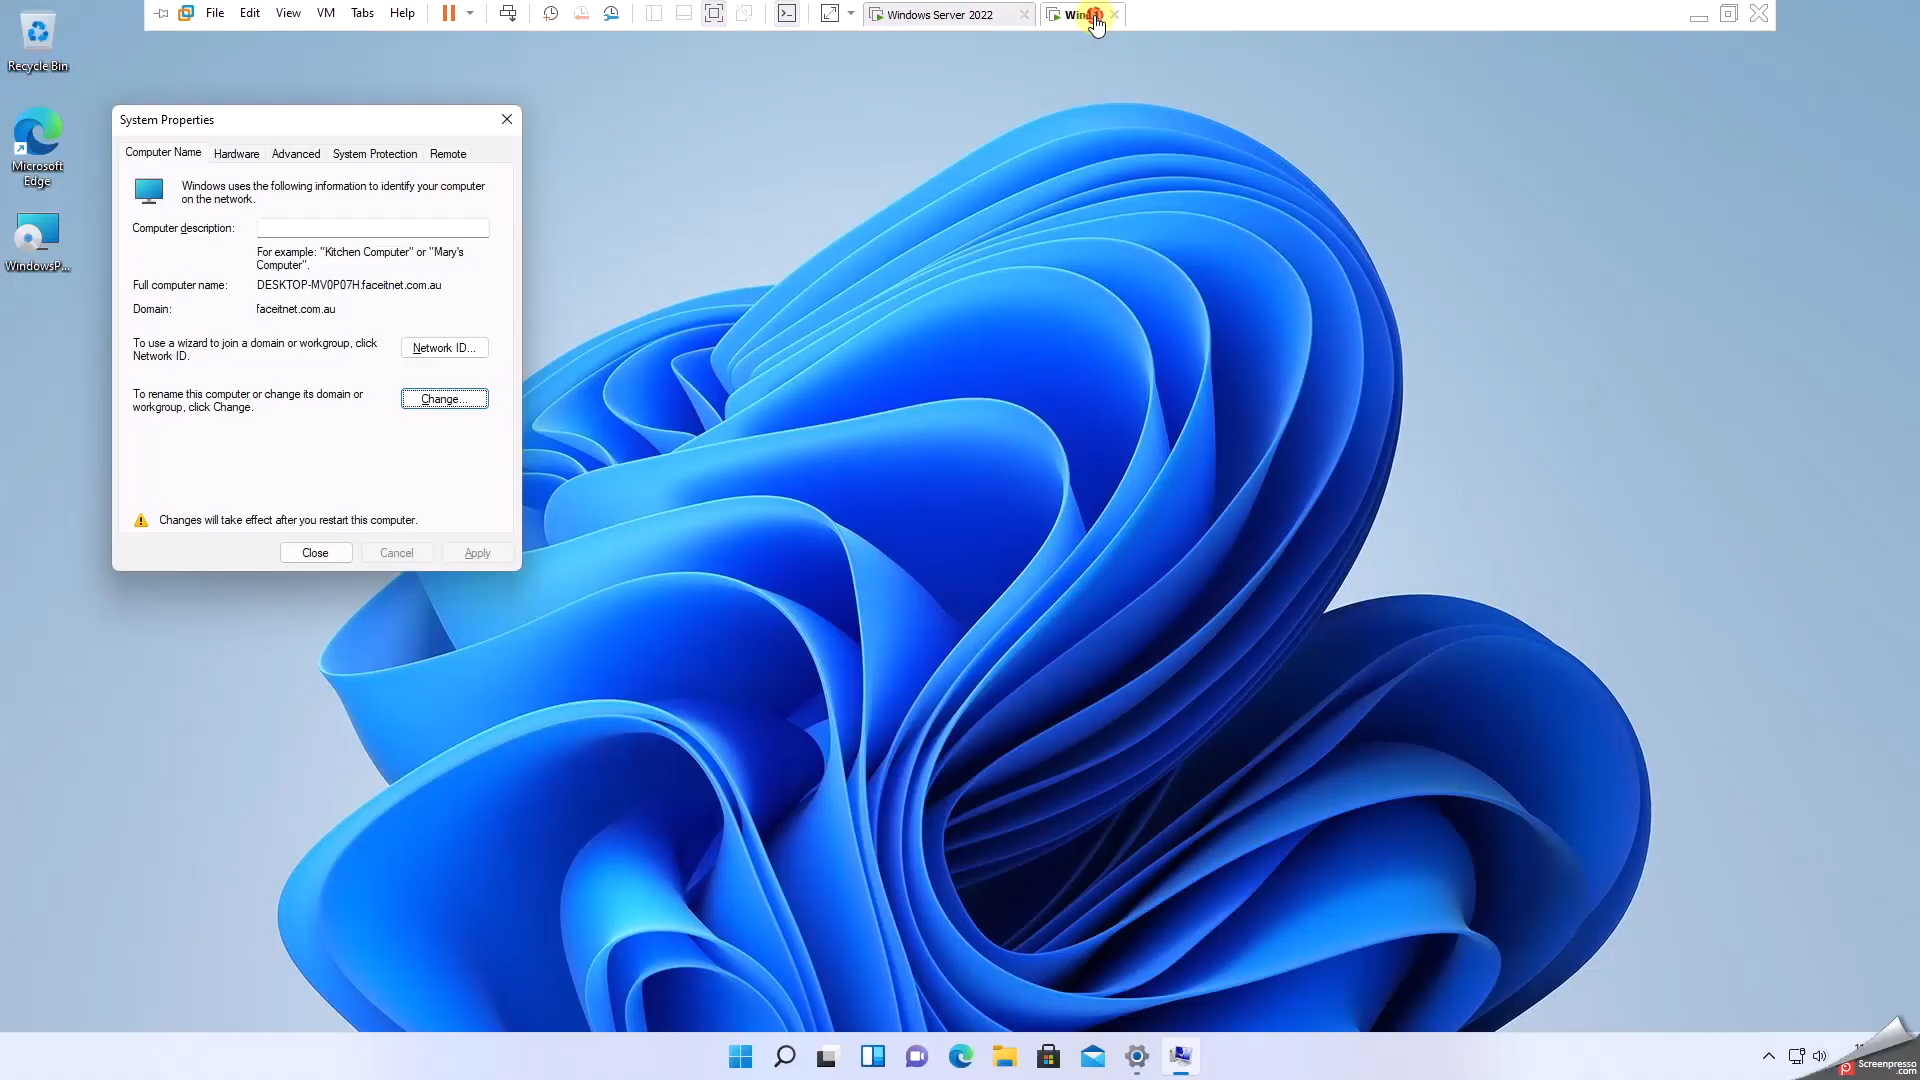 File Edit View VM Tabs Help
Windows Server 2022
Recycle Bin
Microsoft
Edge
WindowsP...
System Properties
Computer Name Hardware Advanced System Protection Remote
Windows uses the following information to identify your computer
on the network.
Computer description:
For example: "Kitchen Computer" or "Mary's
Computer".
Full computer name: DESKTOP-MV0P07H.faceitnet.com.au
Domain: faceitnet.com.au
To use a wizard to join a domain or workgroup, click
Network ID.
Network ID...
To rename this computer or change its domain or
workgroup, click Change.
Change...
Changes will take effect after you restart this computer.
Close Cancel Apply
Screenpresso
.com